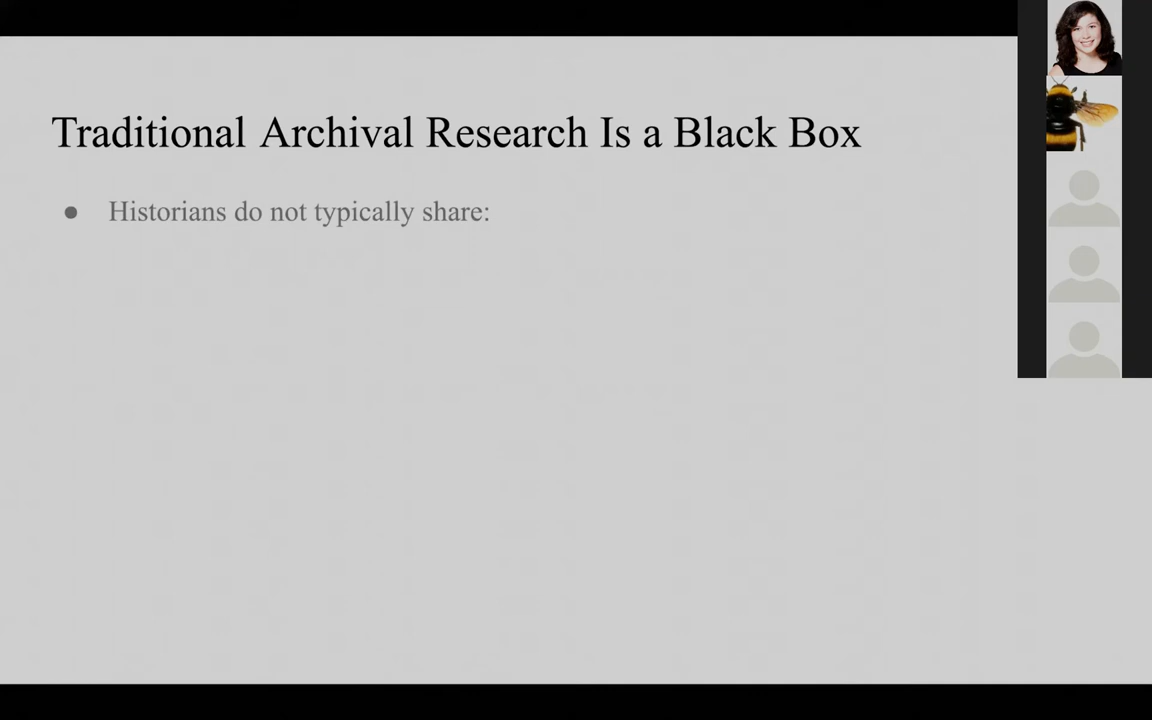 Traditional Archival Research Is a Black Box
● Historians do not typically share: